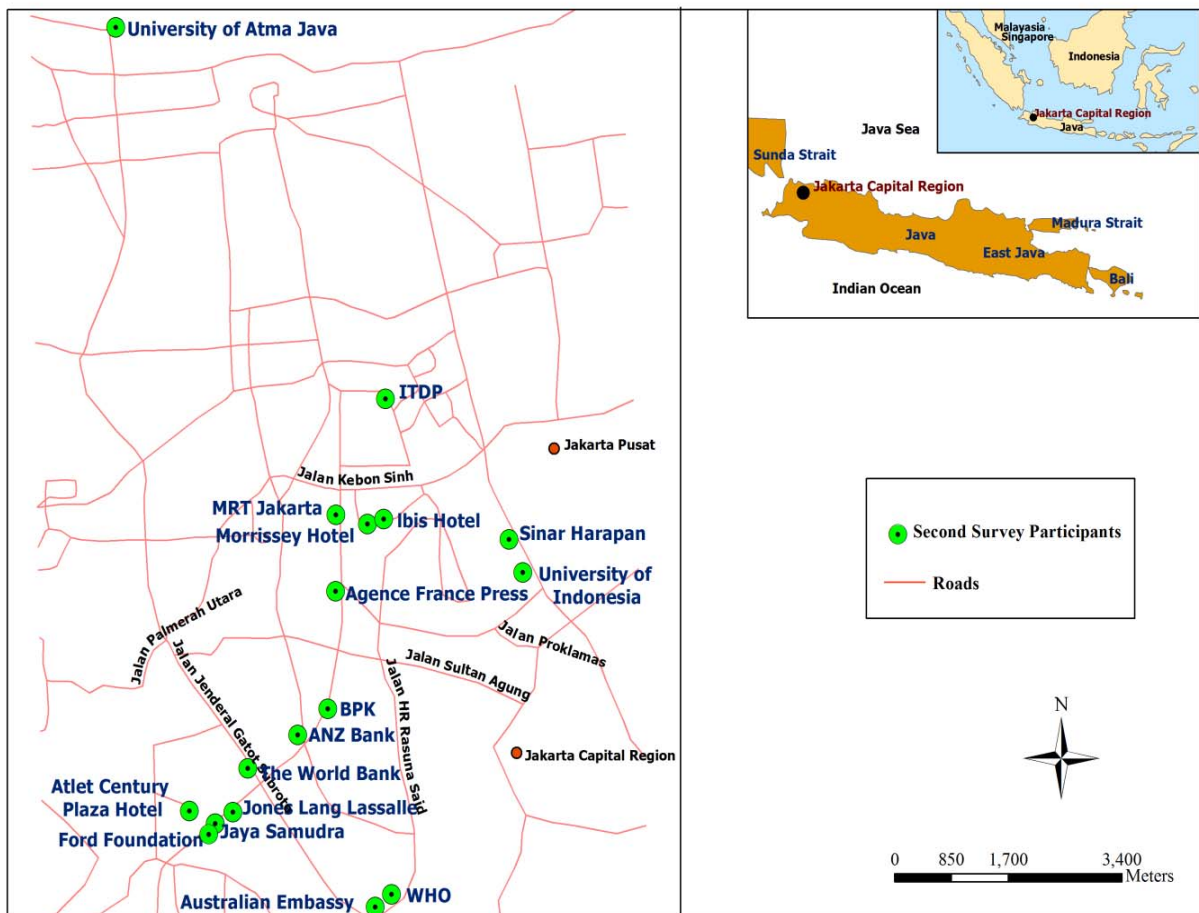 University of Atma Java
ITDP
Jakarta Pusat
Jalan Kebon Sinh
MRT Jakarta
Morrissey Hotel
Ibis Hotel
Sinar Harapan
University of
Indonesia
Agence France Press
Jalan Palmerah Utara
Jalan Proklamas
Jalan Sultan Agung
Jalan Jenderal Gatot Subroto
Jalan HR Rasuna Said
BPK
ANZ Bank
Jakarta Capital Region
The World Bank
Atlet Century
Plaza Hotel
Jones Lang Lassalle
Jaya Samudra
Ford Foundation
WHO
Australian Embassy
Malayasia
Singapore
Indonesia
Jakarta Capital Region
Java
Java Sea
Sunda Strait
Jakarta Capital Region
Madura Strait
Java
East Java
Bali
Indian Ocean
Second Survey Participants
Roads
N
0 850 1,700 3,400
Meters